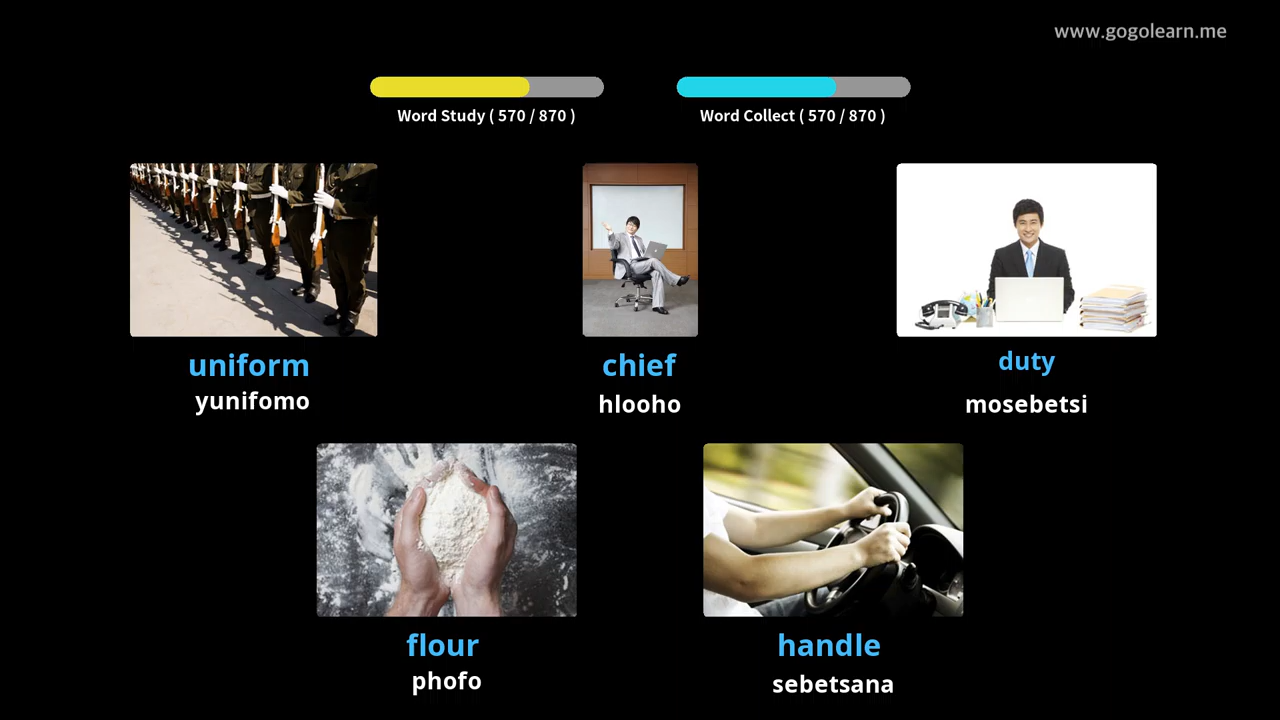 www.gogolearn.me
Word Study ( 570 / 870 )
Word Collect ( 570 / 870 )
uniform
yunifomo
chief
hlooho
duty
mosebetsi
flour
phofo
handle
sebetsana